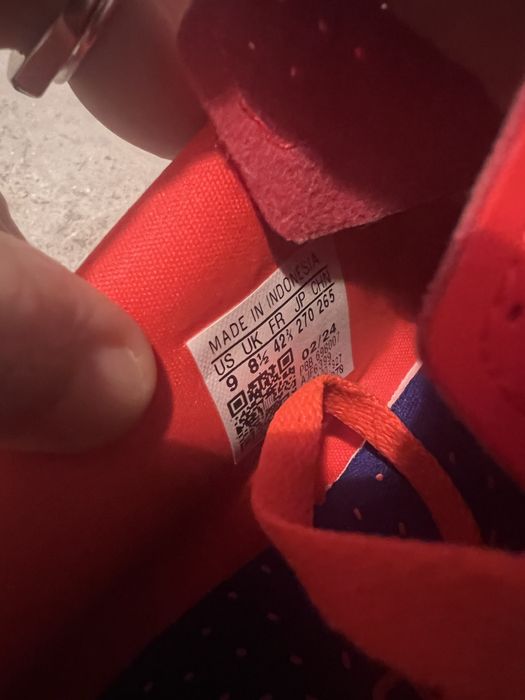 MADE IN INDONESIA
US UK FR JP CHN
9 8½ 42⅔ 270 265
02/24